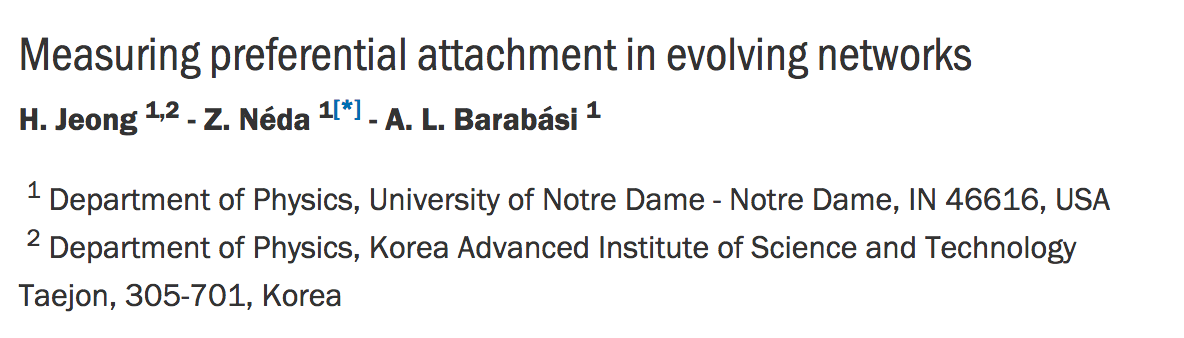 Measuring preferential attachment in evolving networks
H. Jeong 1,2 - Z. Néda 1[*] - A. L. Barabási 1
1 Department of Physics, University of Notre Dame - Notre Dame, IN 46616, USA
2 Department of Physics, Korea Advanced Institute of Science and Technology
Taejon, 305-701, Korea